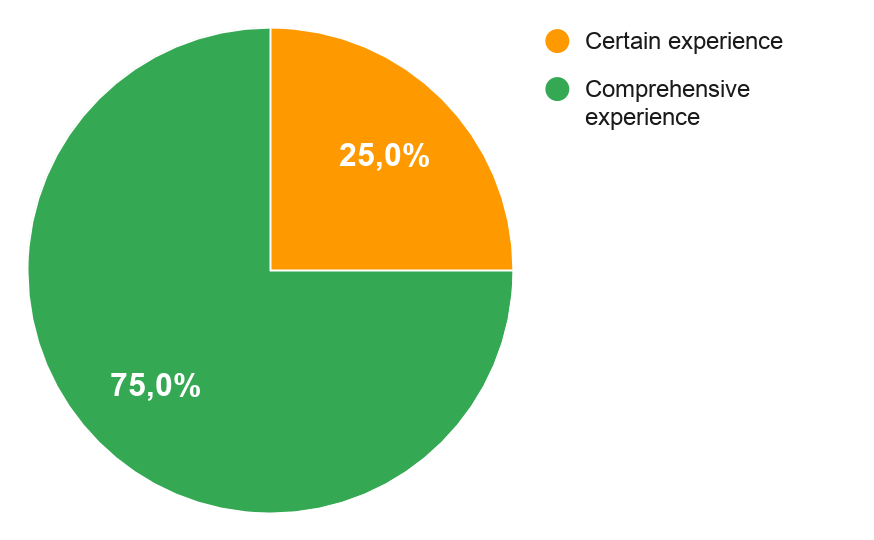 Certain experience
Comprehensive
experience
25,0%
75,0%